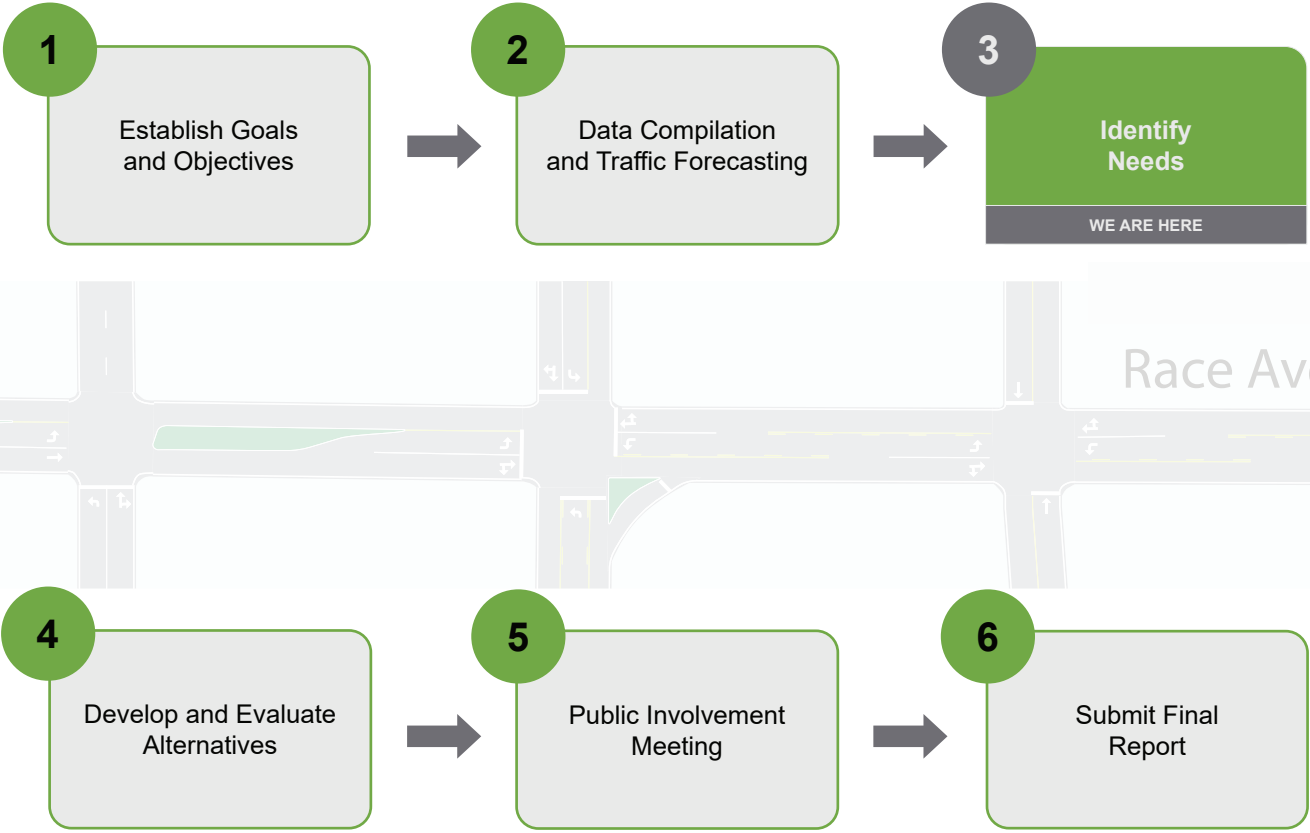 1
Establish Goals
and Objectives
2
Data Compilation
and Traffic Forecasting
3
Identify
Needs
WE ARE HERE
Race Ave
4
Develop and Evaluate
Alternatives
5
Public Involvement
Meeting
6
Submit Final
Report